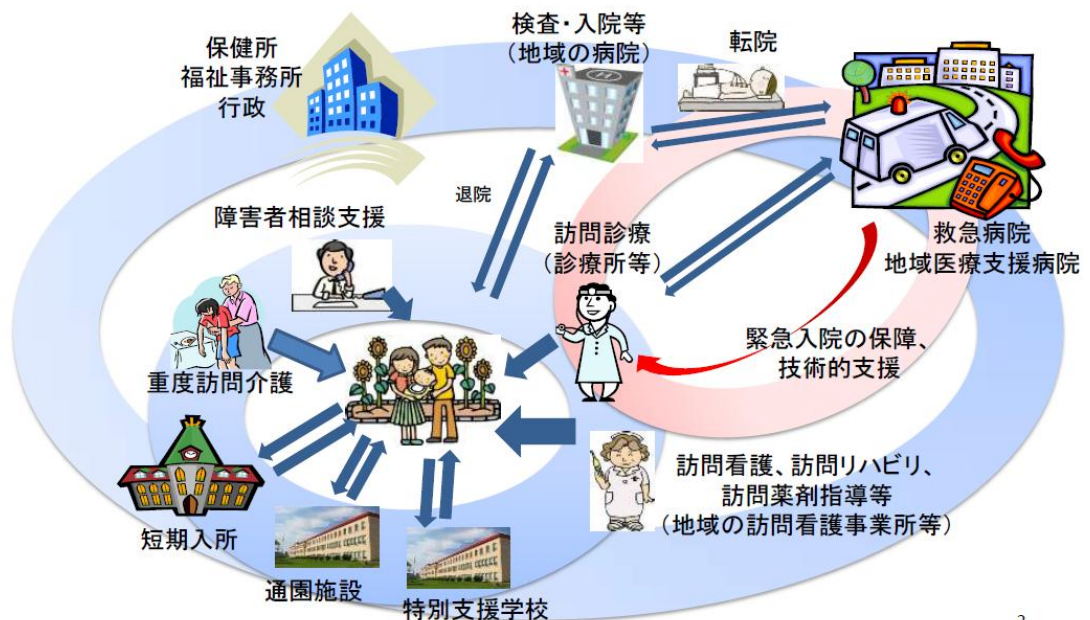 保健所
福祉事務所
行政
検査・入院等
（地域の病院）
転院
退院
障害者相談支援
訪問診療
（診療所等）
救急病院
地域医療支援病院
重度訪問介護
緊急入院の保障、
技術的支援
短期入所
訪問看護、訪問リハビリ、
訪問薬剤指導等
（地域の訪問看護事業所等）
通園施設
特別支援学校